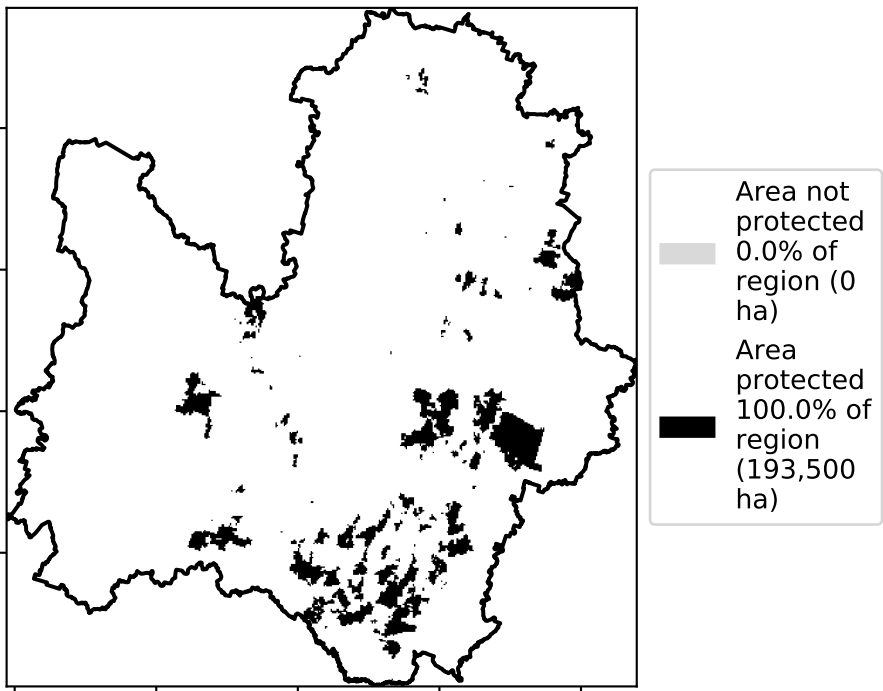 Area not
protected
0.0% of
region (0
ha)
Area
protected
100.0% of
region
(193,500
ha)